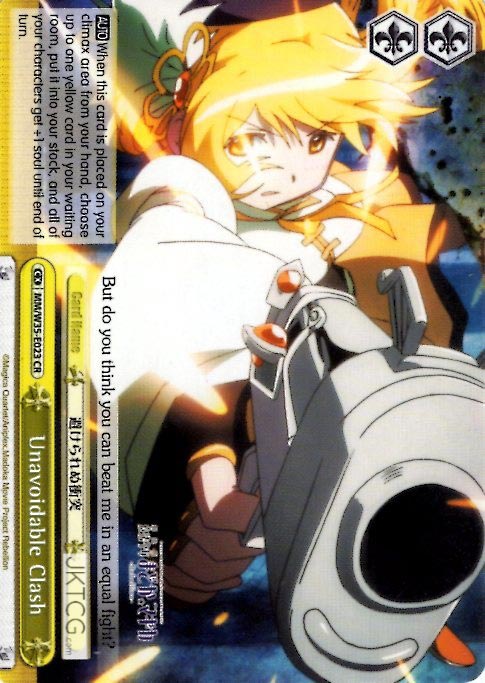 AUTO When this card is placed on your
climax area from your hand, choose
up to one yellow card in your waiting
room, put it into your stock, and all of
your characters get +1 soul until end of
turn.
But do you think you can beat me in an equal fight?
Card Name
避けられぬ衝突
JKTCG.com
CX
MM/W35-E023 CR
Unavoidable Clash
©Magica Quartet/Aniplex,Madoka Movie Project Rebellion